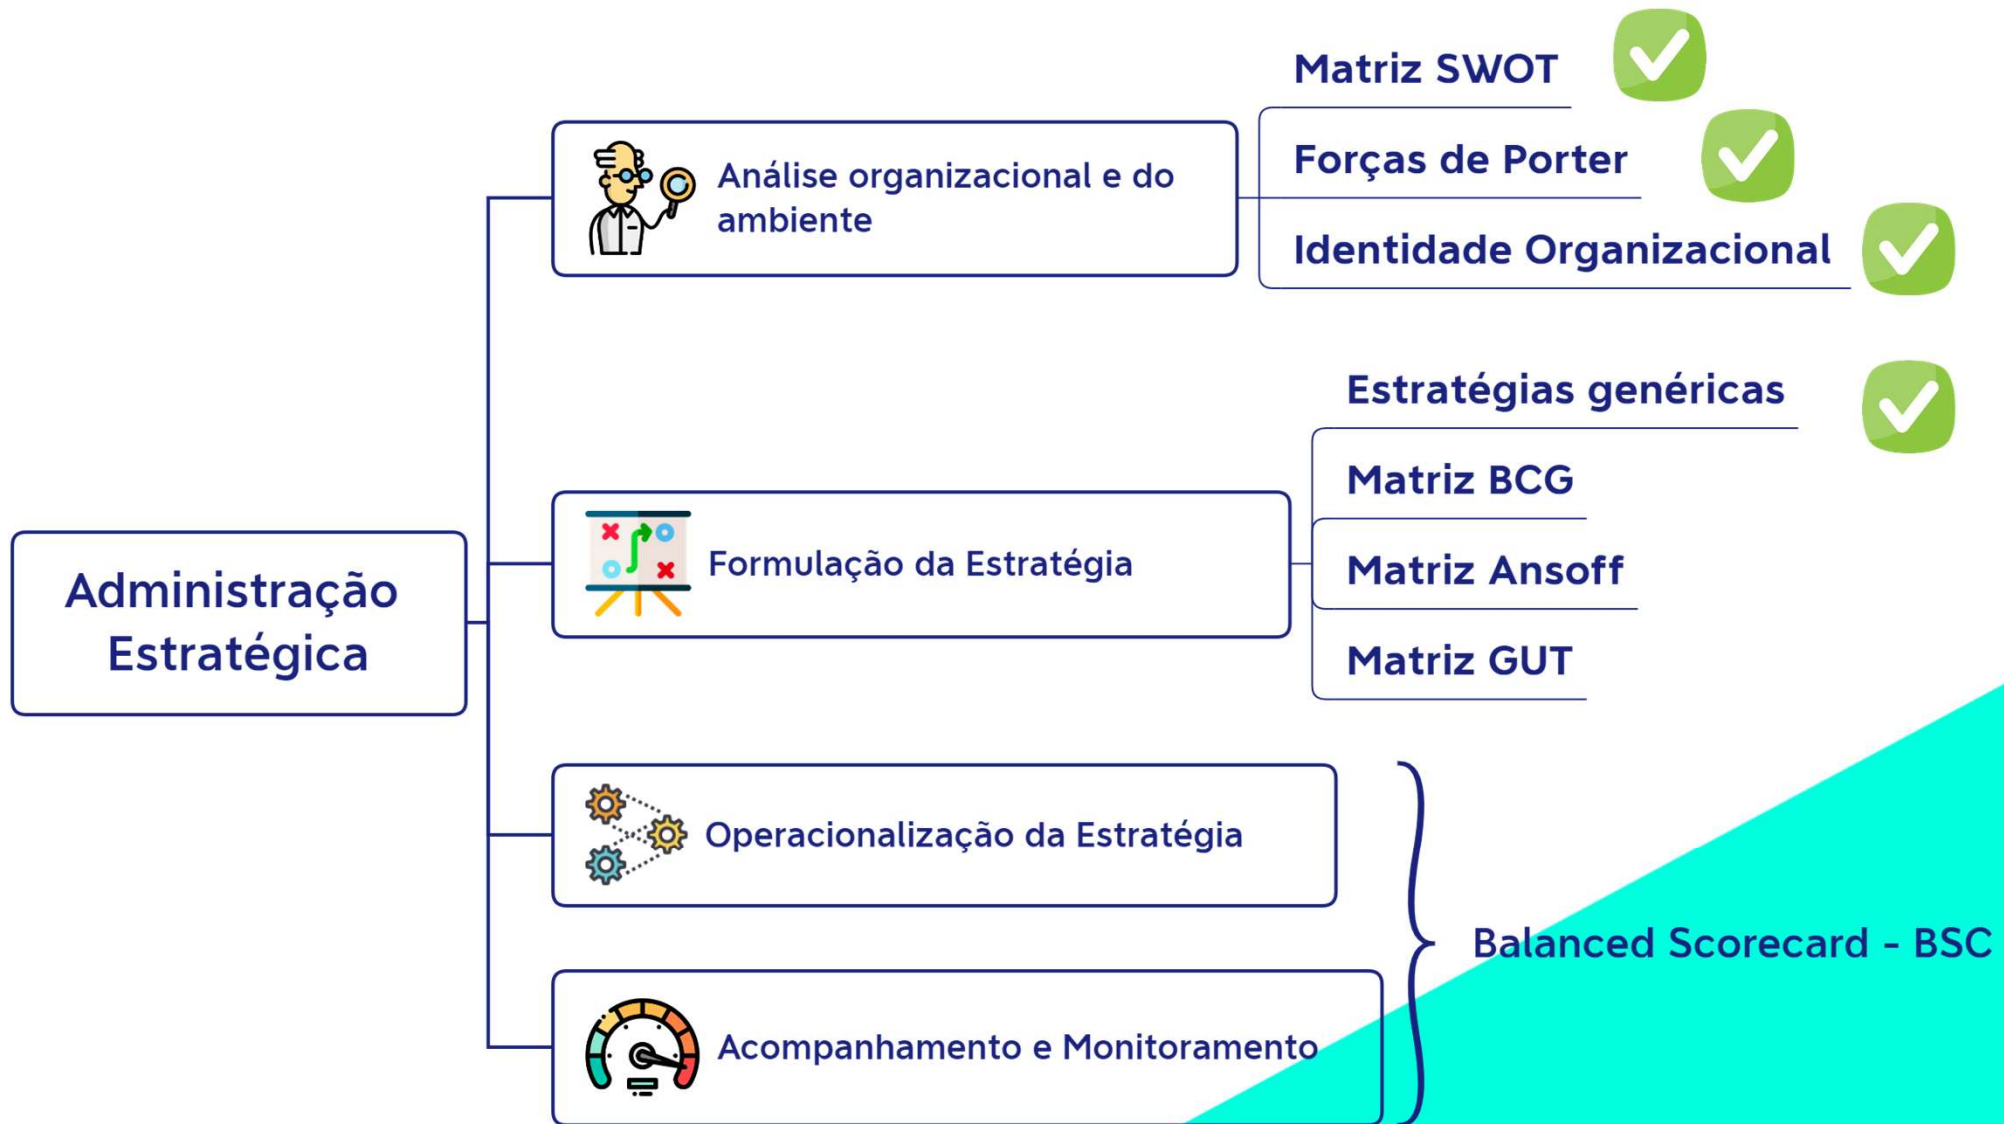 Administração
Estratégica
Análise organizacional e do
ambiente
Matriz SWOT
Forças de Porter
Identidade Organizacional
Formulação da Estratégia
Estratégias genéricas
Matriz BCG
Matriz Ansoff
Matriz GUT
Operacionalização da Estratégia
Acompanhamento e Monitoramento
Balanced Scorecard - BSC